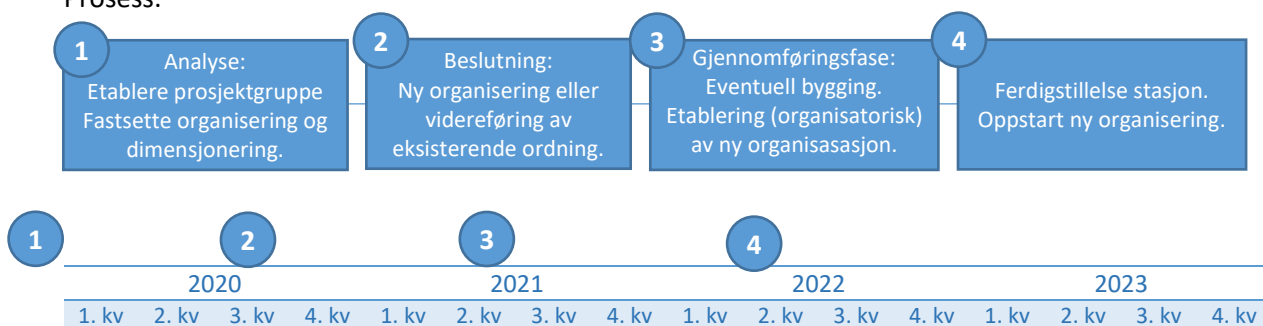 Prosess:
1
Analyse:
Etablere prosjektgruppe
Fastsette organisering og
dimensjonering.
2
Beslutning:
Ny organisering eller
videreføring av
eksisterende ordning.
3
Gjennomføringsfase:
Eventuell bygging.
Etablering (organisatorisk)
av ny organisasasjon.
4
Ferdigstillelse stasjon.
Oppstart ny organisering.
1 2 3 4
2020 2021 2022 2023
1. kv 2. kv 3. kv 4. kv 1. kv 2. kv 3. kv 4. kv 1. kv 2. kv 3. kv 4. kv 1. kv 2. kv 3. kv 4. kv